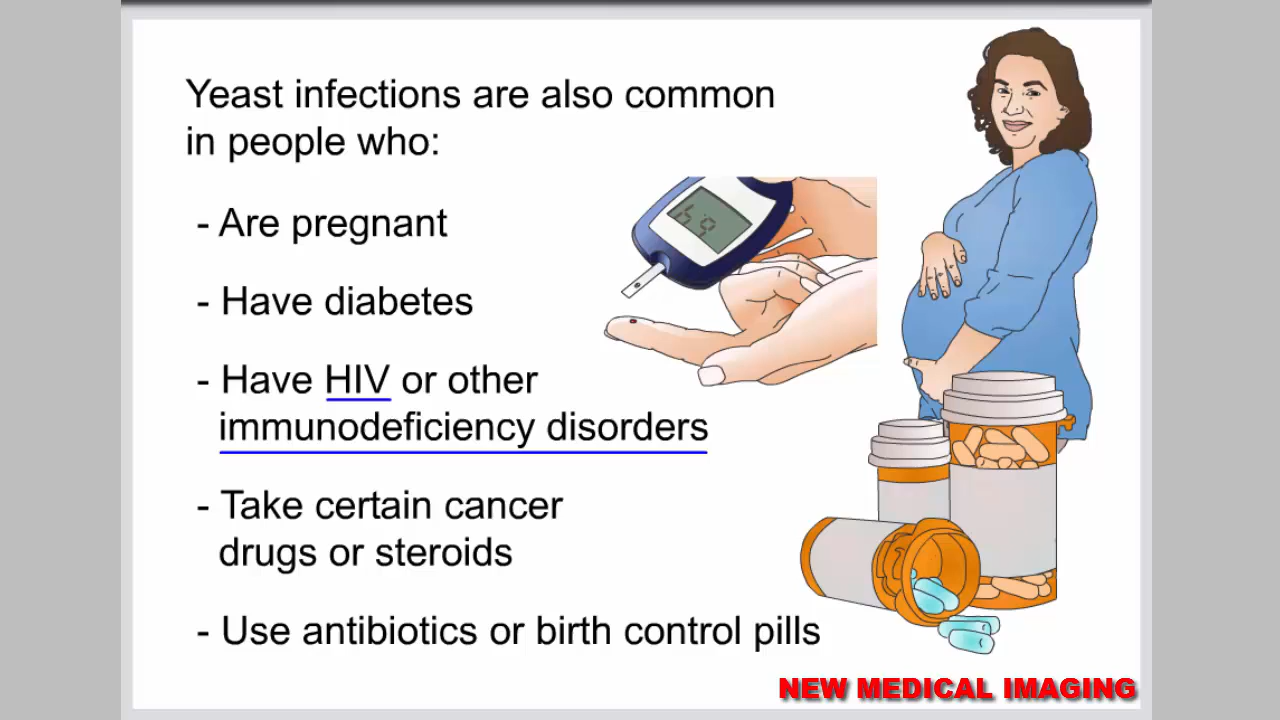 Yeast infections are also common
in people who:
- Are pregnant
- Have diabetes
- Have HIV or other
immunodeficiency disorders
- Take certain cancer
drugs or steroids
- Use antibiotics or birth control pills
NEW MEDICAL IMAGING